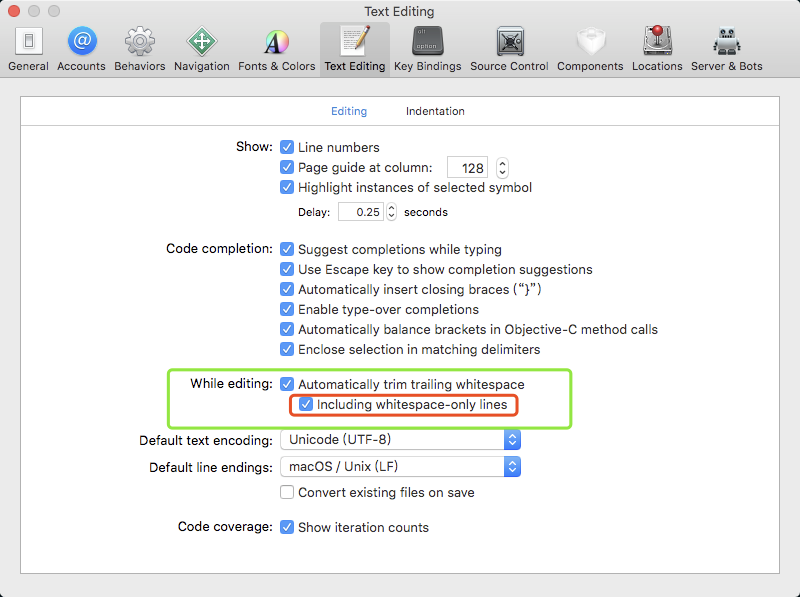 Text Editing
General Accounts Behaviors Navigation Fonts & Colors Text Editing Key Bindings Source Control Components Locations Server & Bots
Editing Indentation
Show: Line numbers
Page guide at column: 128
Highlight instances of selected symbol
Delay: 0.25 seconds
Code completion: Suggest completions while typing
Use Escape key to show completion suggestions
Automatically insert closing braces (“}”)
Enable type-over completions
Automatically balance brackets in Objective-C method calls
Enclose selection in matching delimiters
While editing: Automatically trim trailing whitespace
Including whitespace-only lines
Default text encoding: Unicode (UTF-8)
Default line endings: macOS / Unix (LF)
Convert existing files on save
Code coverage: Show iteration counts